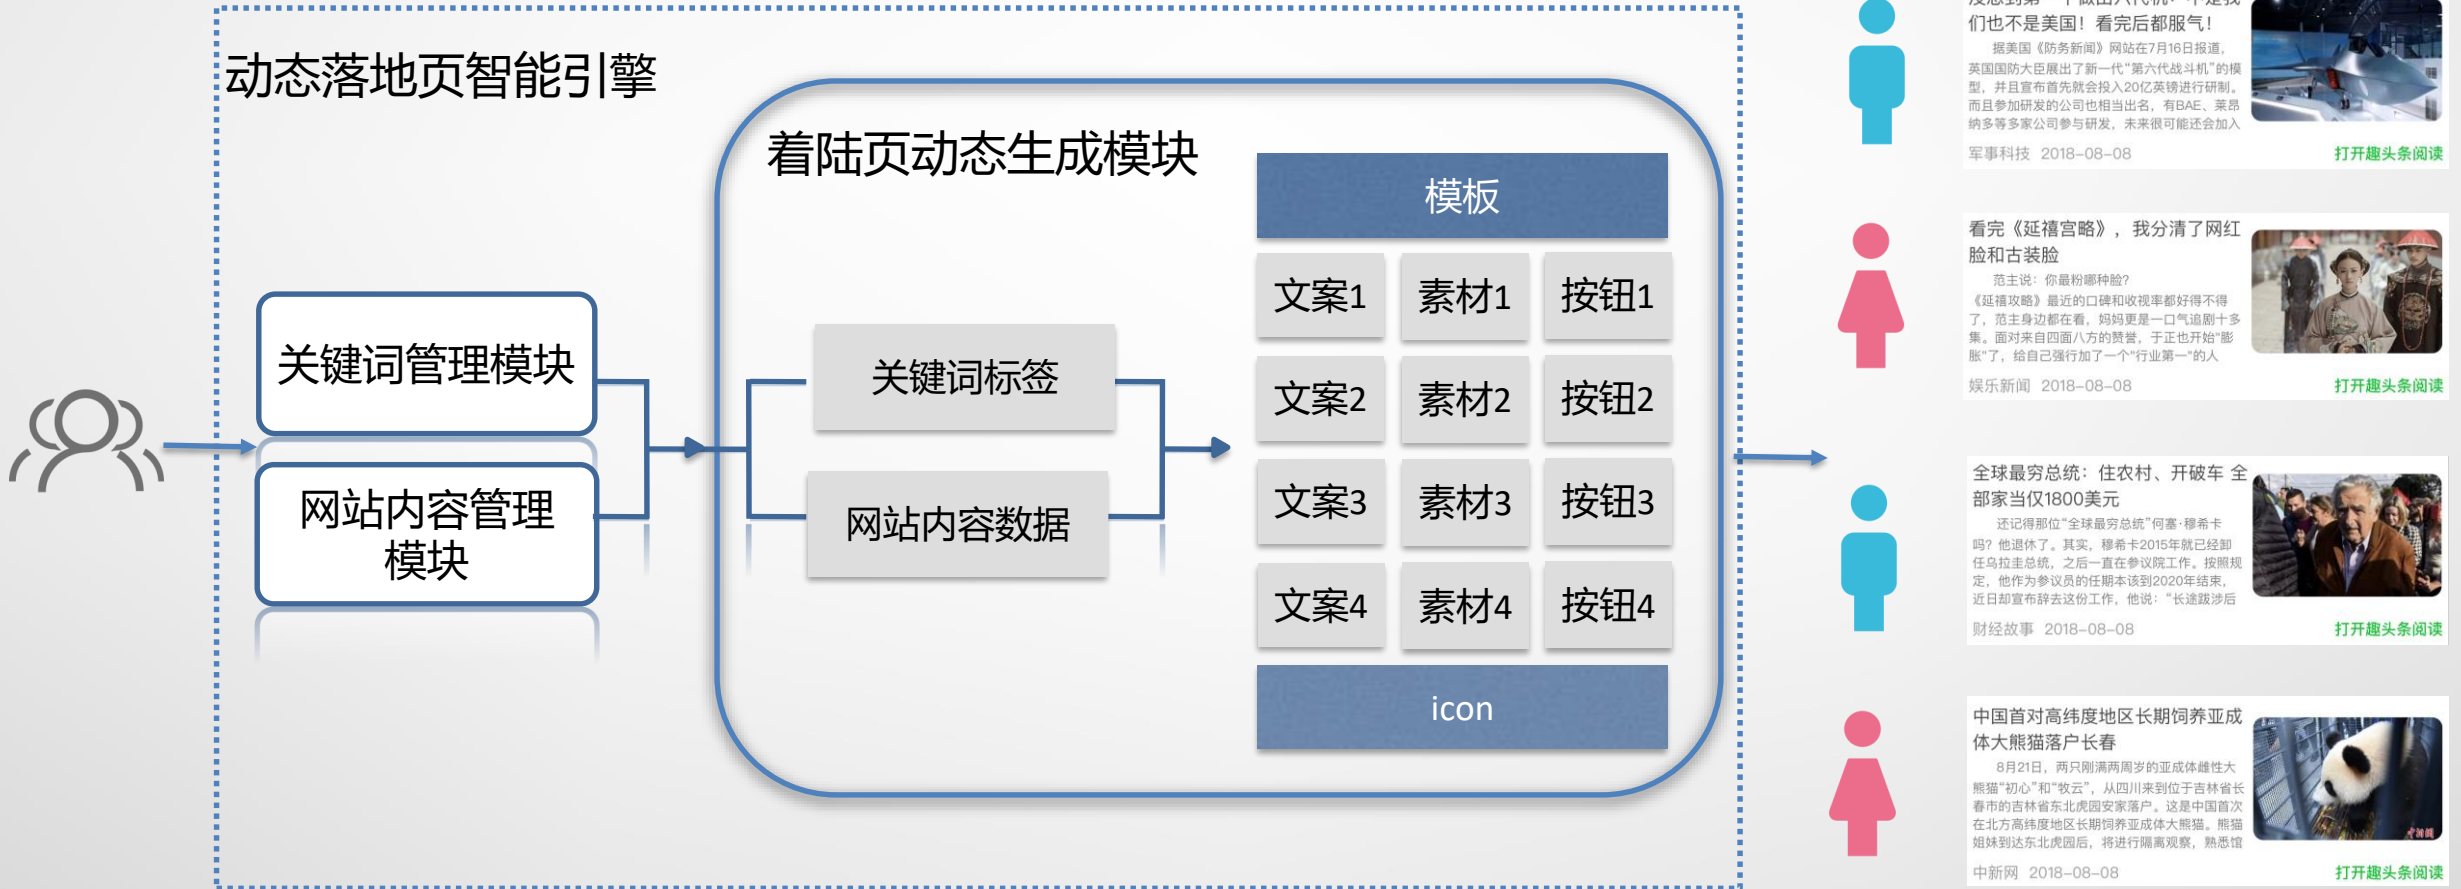 动态落地页智能引擎
关键词管理模块
网站内容管理
模块
着陆页动态生成模块
关键词标签
网站内容数据
模板
文案1 素材1 按钮1
文案2 素材2 按钮2
文案3 素材3 按钮3
文案4 素材4 按钮4
icon
们也不是美国！看完后都服气！
据美国《防务新闻》网站在7月16日报道，
英国国防大臣展出了新一代“第六代战斗机”的模
型，并且宣布首先就会投入20亿英镑进行研制。
而且参加研发的公司也相当出名，有BAE、莱昂
纳多等多家公司参与研发，未来很可能还会加入
军事科技 2018-08-08 打开趣头条阅读
看完《延禧宫略》，我分清了网红
脸和古装脸
范主说：你最粉哪种脸？
《延禧攻略》最近的口碑和收视率都好得不得
了，范主身边都在看，妈妈更是一口气追剧十多
集。面对来自四面八方的赞誉，于正也开始“膨
胀”了，给自己强行加了一个“行业第一”的人
娱乐新闻 2018-08-08 打开趣头条阅读
全球最穷总统：住农村、开破车 全
部家当仅1800美元
还记得那位“全球最穷总统”何塞·穆希卡
吗？他退休了。其实，穆希卡2015年就已经卸
任乌拉圭总统，之后一直在参议院工作。按照规
定，他作为参议员的任期本该到2020年结束，
近日却宣布辞去这份工作，他说：“长途跋涉后
财经故事 2018-08-08 打开趣头条阅读
中国首对高纬度地区长期饲养亚成
体大熊猫落户长春
8月21日，两只刚满两周岁的亚成体雌性大
熊猫“初心”和“牧云”，从四川来到位于吉林省长
春市的吉林省东北虎园安家落户。这是中国首次
在北方高纬度地区长期饲养亚成体大熊猫。熊猫
姐妹到达东北虎园后，将进行隔离观察，熟悉馆
中新网 2018-08-08 打开趣头条阅读